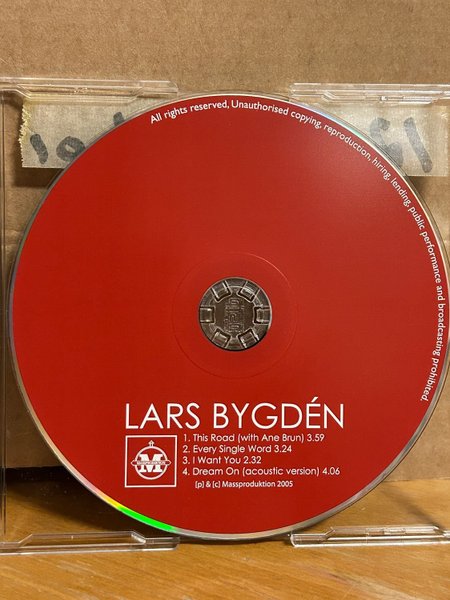 All rights reserved, Unauthorised copying, reproduction, hiring, lending, public performance and broadcasting prohibited.
LARS BYGDÉN
1. This Road (with Ane Brun) 3.59
2. Every Single Word 3.24
3. I Want You 2.32
4. Dream On (acoustic version) 4.06
[p] & [c] Massproduktion 2005
M